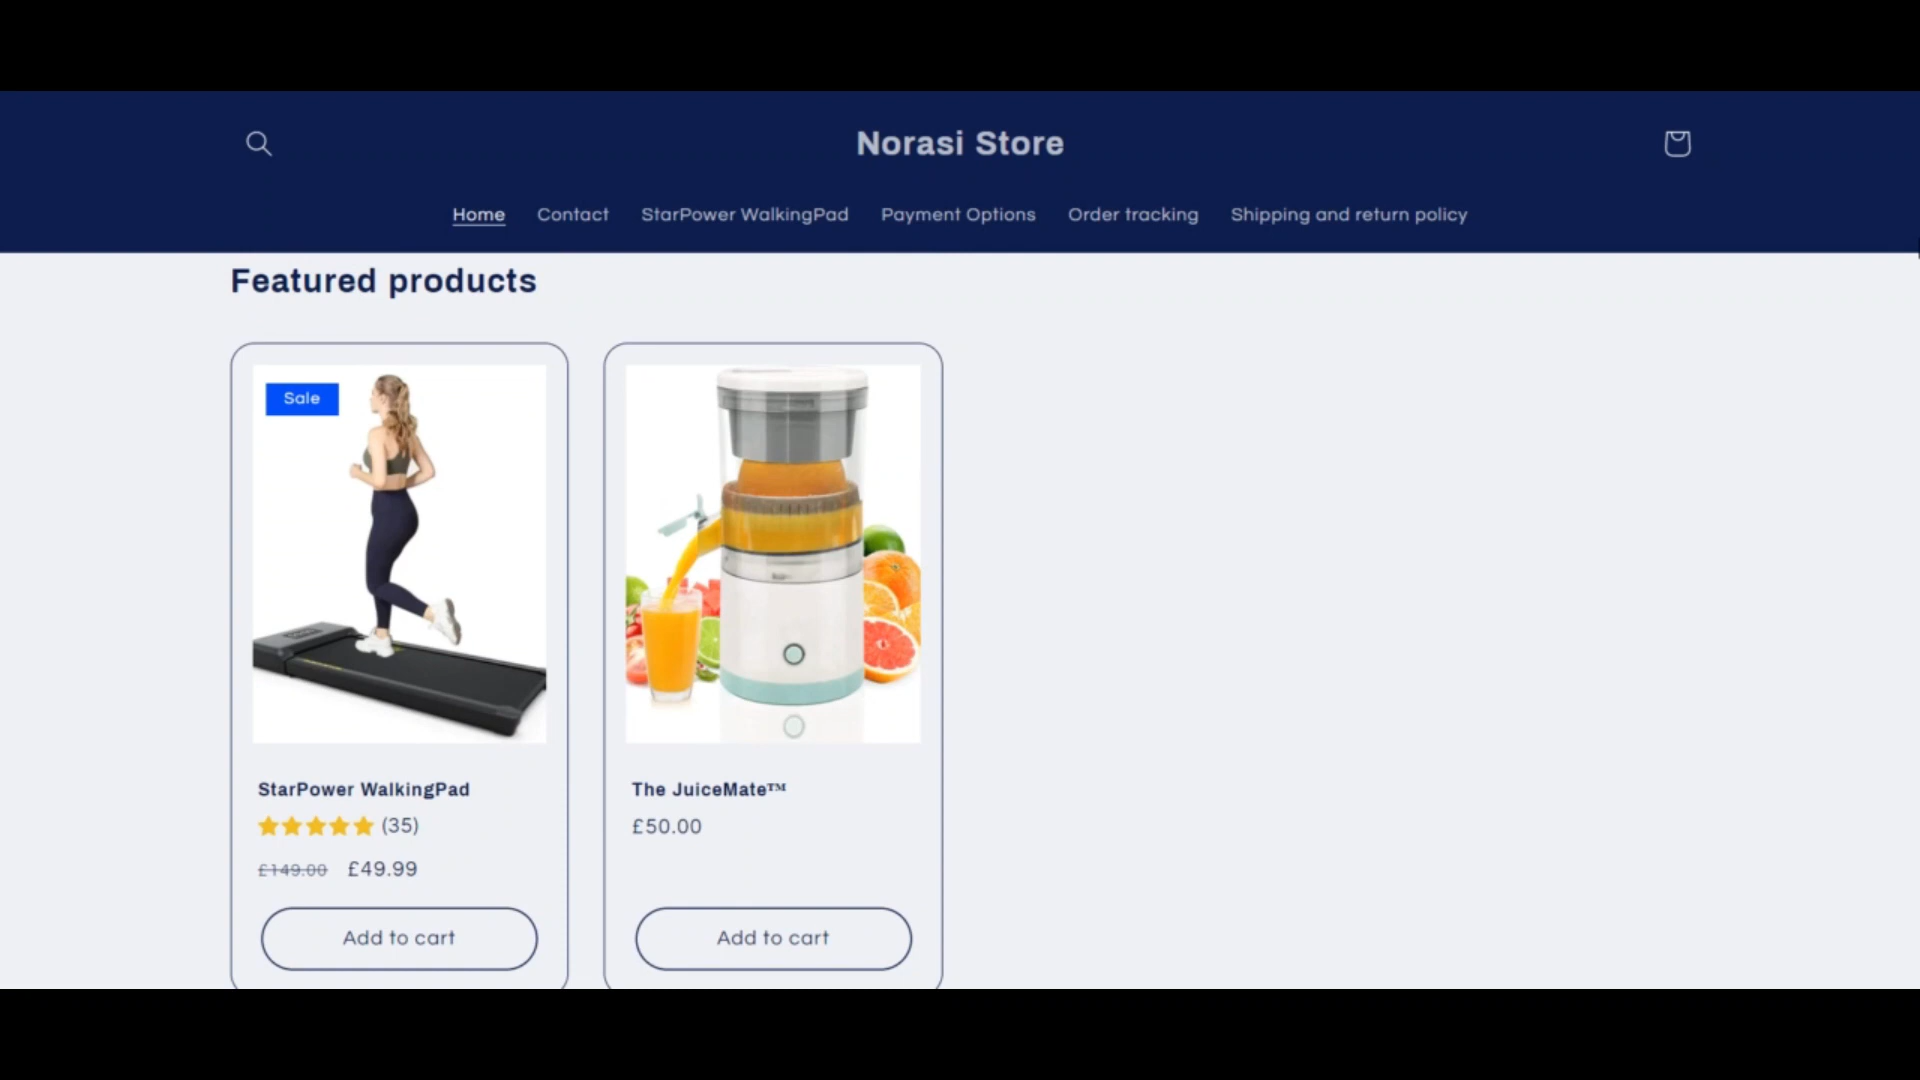 Norasi Store
Home Contact StarPower WalkingPad Payment Options Order tracking Shipping and return policy
Featured products
Sale
StarPower WalkingPad
(35)
£149.00 £49.99
Add to cart
The JuiceMate™
£50.00
Add to cart